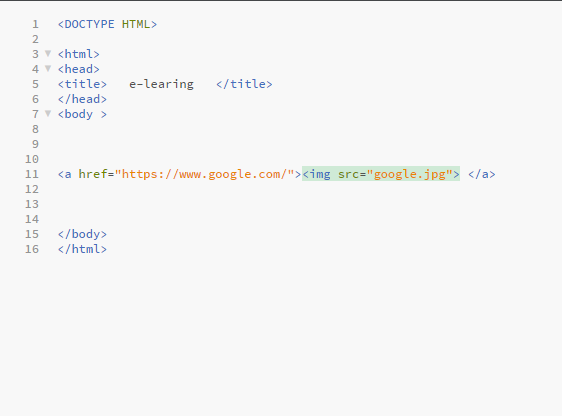 1 <DOCTYPE HTML>
2
3 <html>
4 <head>
5 <title>   e-learing   </title>
6 </head>
7 <body >
8
9
10
11 <a href="https://www.google.com/"><img src="google.jpg"> </a>
12
13
14
15 </body>
16 </html>